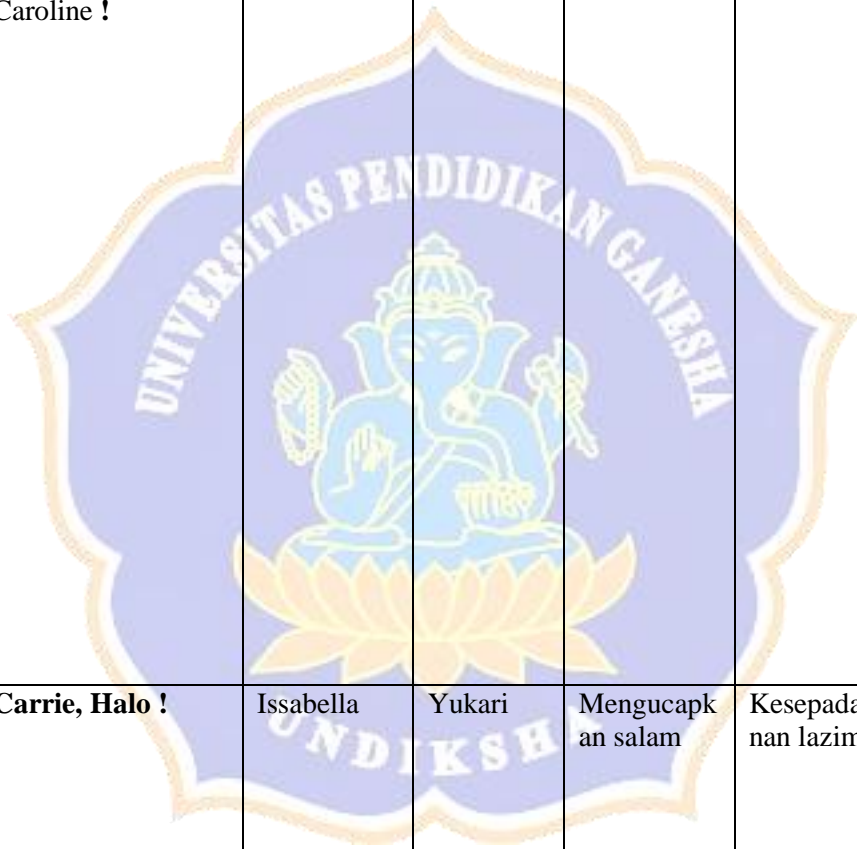 Caroline !
UNIVERSITAS PENDIDIKAN GANESHA
Carrie, Halo ! Issabella Yukari Mengucapk Kesepada
an salam nan lazim
UNDIKSHA